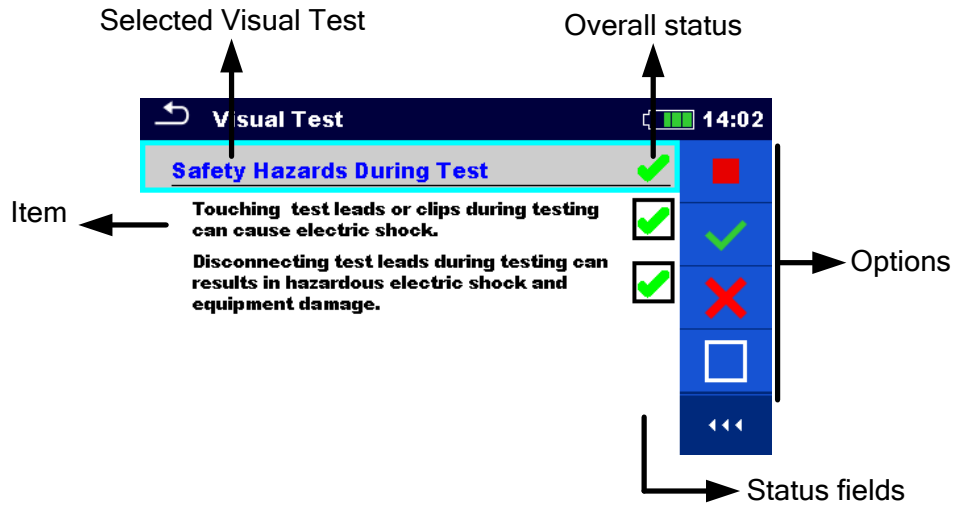 Selected Visual Test
Overall status
Visual Test
14:02
Safety Hazards During Test
Item
Touching test leads or clips during testing
can cause electric shock.
Options
Disconnecting test leads during testing can
results in hazardous electric shock and
equipment damage.
Status fields